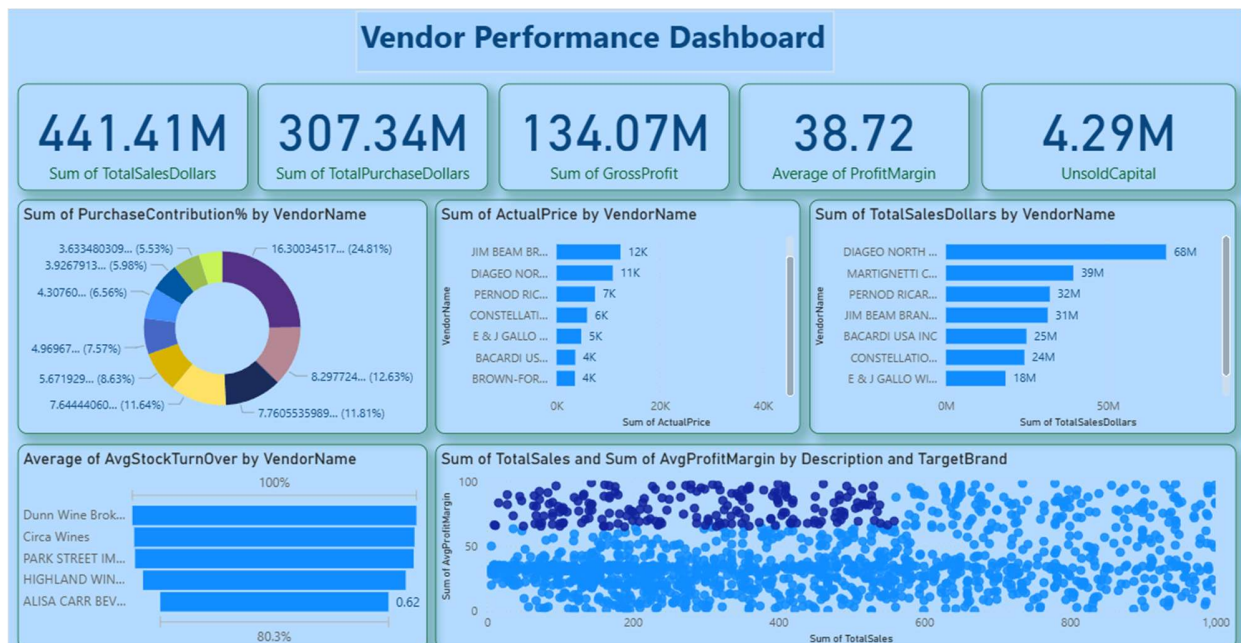 Vendor Performance Dashboard
441.41M
Sum of TotalSalesDollars
307.34M
Sum of TotalPurchaseDollars
134.07M
Sum of GrossProfit
38.72
Average of ProfitMargin
4.29M
UnsoldCapital
Sum of PurchaseContribution% by VendorName
3.633480309... (5.53%)
3.9267913... (5.98%)
4.30760... (6.56%)
4.96967... (7.57%)
5.671929... (8.63%)
7.64444060... (11.64%)
16.30034517... (24.81%)
8.297724... (12.63%)
7.7605535989... (11.81%)
Sum of ActualPrice by VendorName
VendorName
JIM BEAM BR... 12K
DIAGEO NOR... 11K
PERNOD RIC... 7K
CONSTELLATI... 6K
E & J GALLO ... 5K
BACARDI US... 4K
BROWN-FOR... 4K
0K 20K 40K
Sum of ActualPrice
Sum of TotalSalesDollars by VendorName
VendorName
DIAGEO NORTH ... 68M
MARTIGNETTI C... 39M
PERNOD RICAR... 32M
JIM BEAM BRAN... 31M
BACARDI USA INC 25M
CONSTELLATIO... 24M
E & J GALLO WI... 18M
0M 50M
Sum of TotalSalesDollars
Average of AvgStockTurnOver by VendorName
100%
Dunn Wine Brok...
Circa Wines
PARK STREET IM...
HIGHLAND WIN...
ALISA CARR BEV... 0.62
80.3%
Sum of TotalSales and Sum of AvgProfitMargin by Description and TargetBrand
Sum of AvgProfitMargin
100
50
0
0 200 400 600 800 1,000
Sum of TotalSales